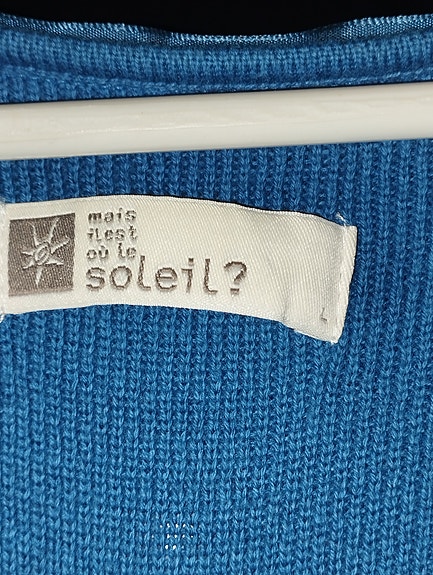 mais
il est
où le
soleil?
L